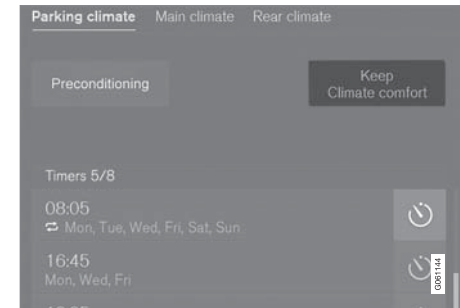 Parking climate Main climate Rear climate
Preconditioning
Keep
Climate comfort
Timers 5/8
08:05
Mon, Tue, Wed, Fri, Sat, Sun
16:45
Mon, Wed, Fri
G061144